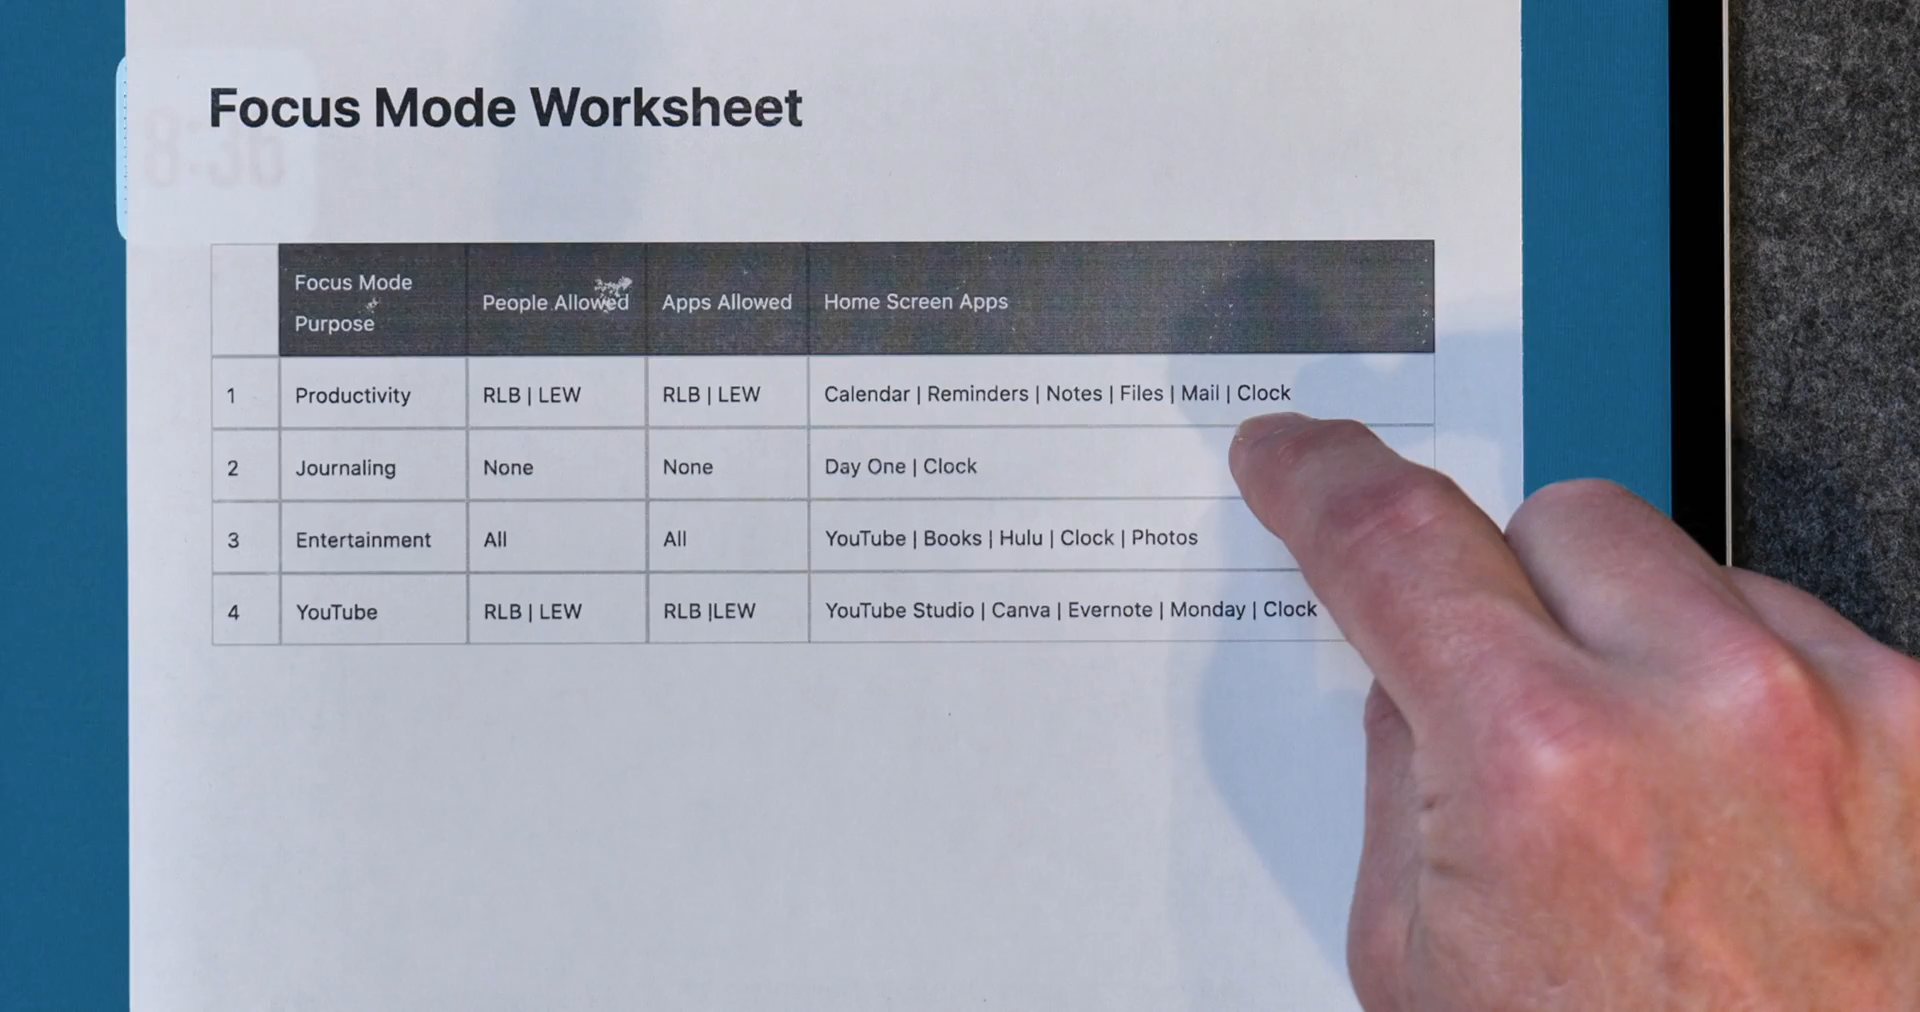 8:36
Focus Mode Worksheet
Focus Mode Purpose | People Allowed | Apps Allowed | Home Screen Apps
1 Productivity RLB | LEW RLB | LEW Calendar | Reminders | Notes | Files | Mail | Clock
2 Journaling None None Day One | Clock
3 Entertainment All All YouTube | Books | Hulu | Clock | Photos
4 YouTube RLB | LEW RLB |LEW YouTube Studio | Canva | Evernote | Monday | Clock